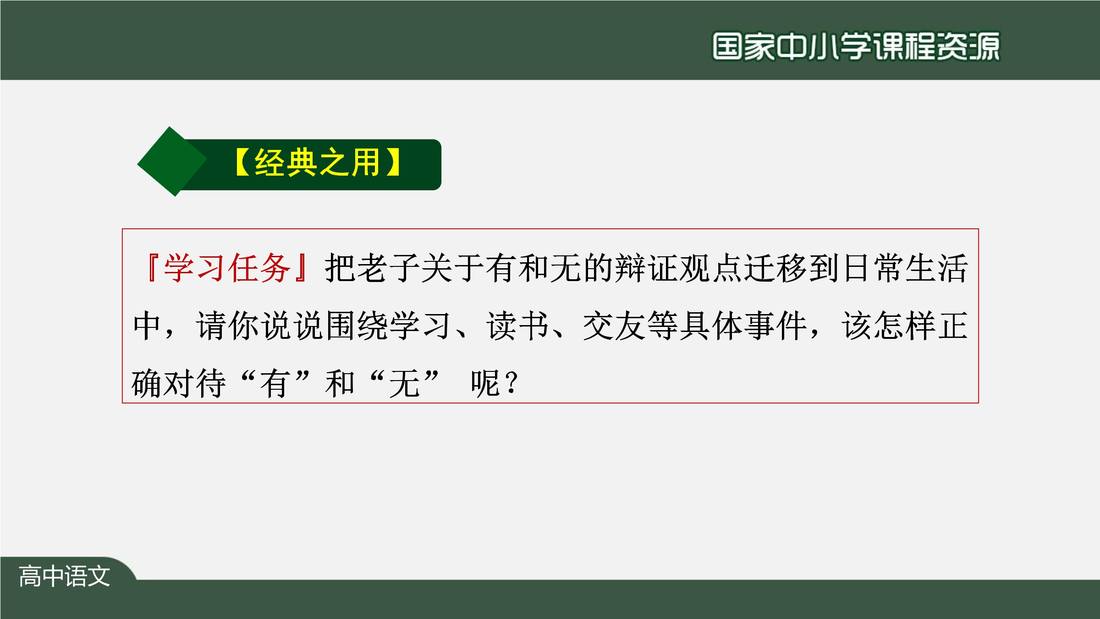 国家中小学课程资源
【经典之用】
『学习任务』把老子关于有和无的辩证观点迁移到日常生活
中，请你说说围绕学习、读书、交友等具体事件，该怎样正
确对待“有”和“无” 呢？
高中语文